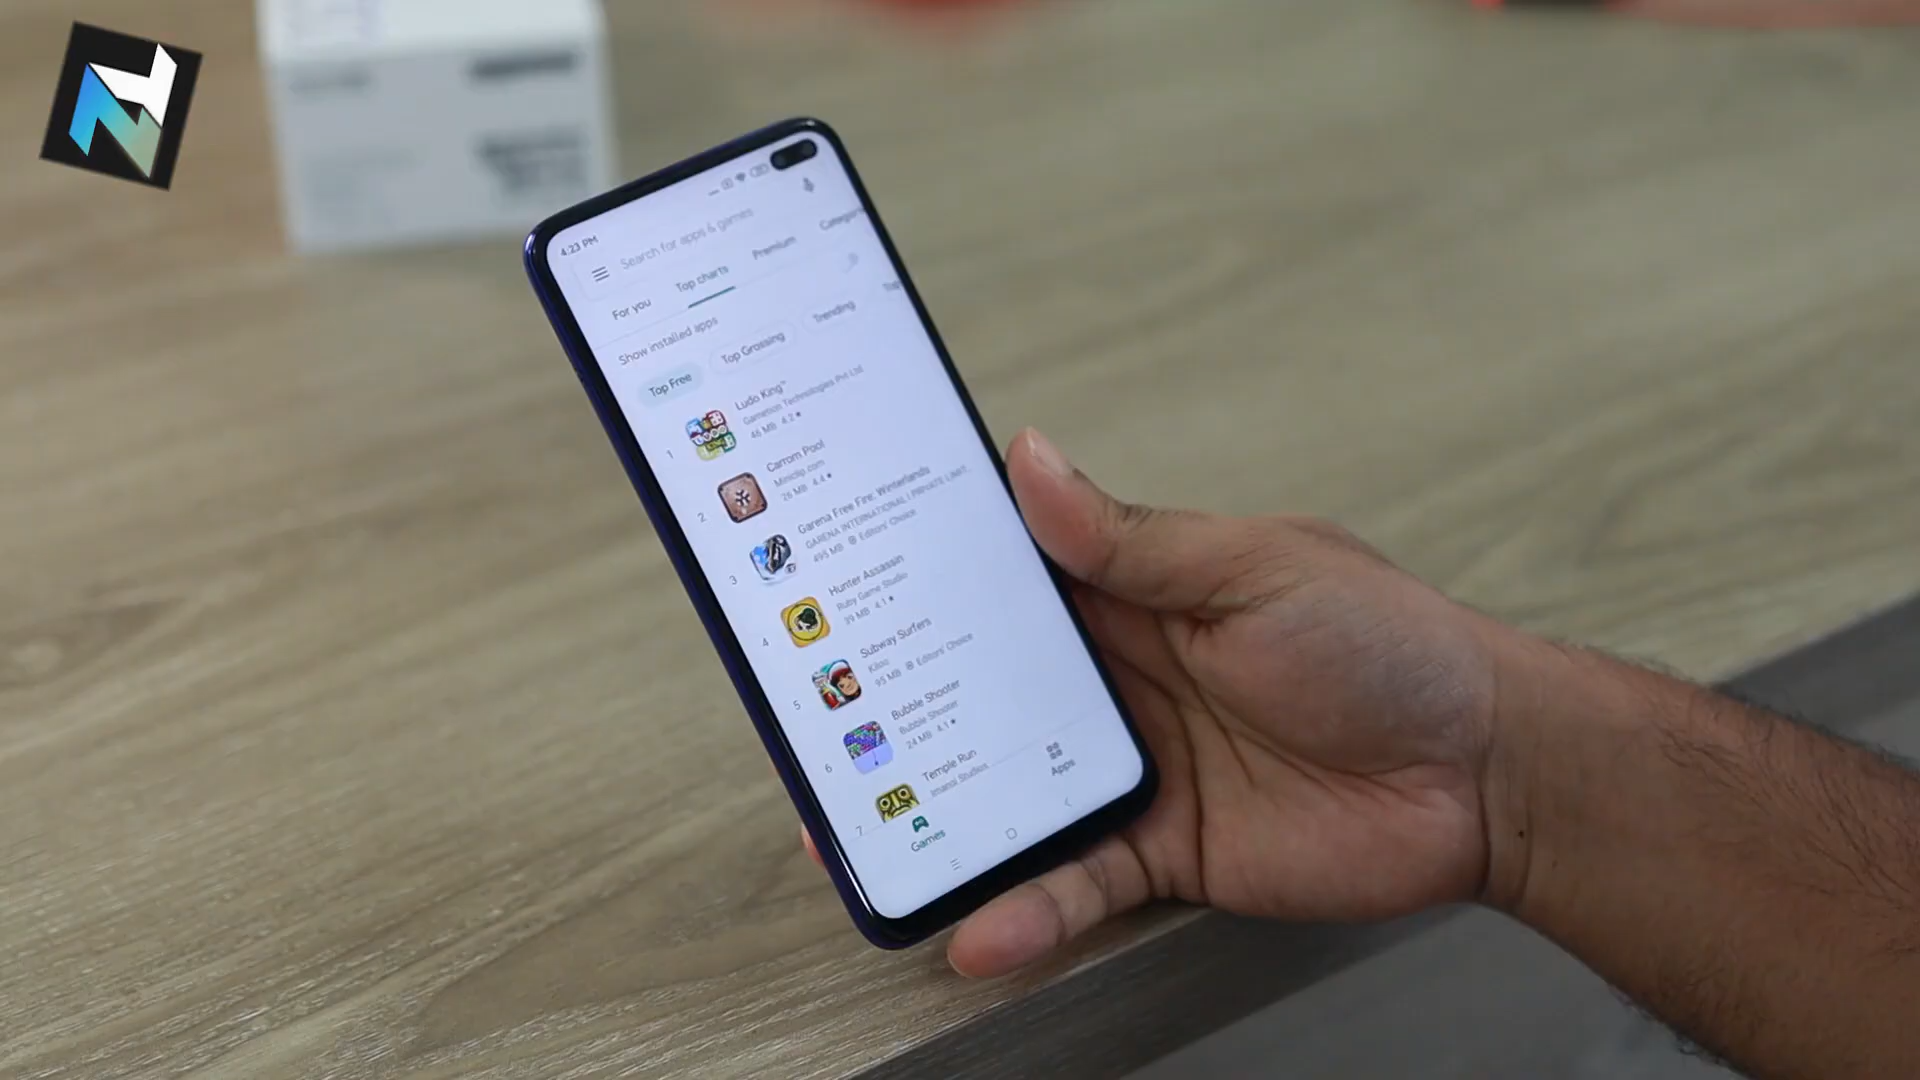 4:23 PM
Search for apps & games
For you
Top charts
Premium
Show installed apps
Top Free
Top Grossing
Trending
Top
1
Ludo King™
Gametion Technologies Pvt Ltd
46 MB 4.2★
2
Carrom Pool
Miniclip.com
26 MB 4.4★
3
Garena Free Fire: Winterlands
GARENA INTERNATIONAL I PRIVATE LIMIT...
495 MB Editors' Choice
4
Hunter Assassin
Ruby Game Studio
39 MB 4.1★
5
Subway Surfers
Kiloo
95 MB Editors' Choice
6
Bubble Shooter
Bubble Shooter
24 MB 4.1★
7
Temple Run
Imangi Studios
Games
Apps